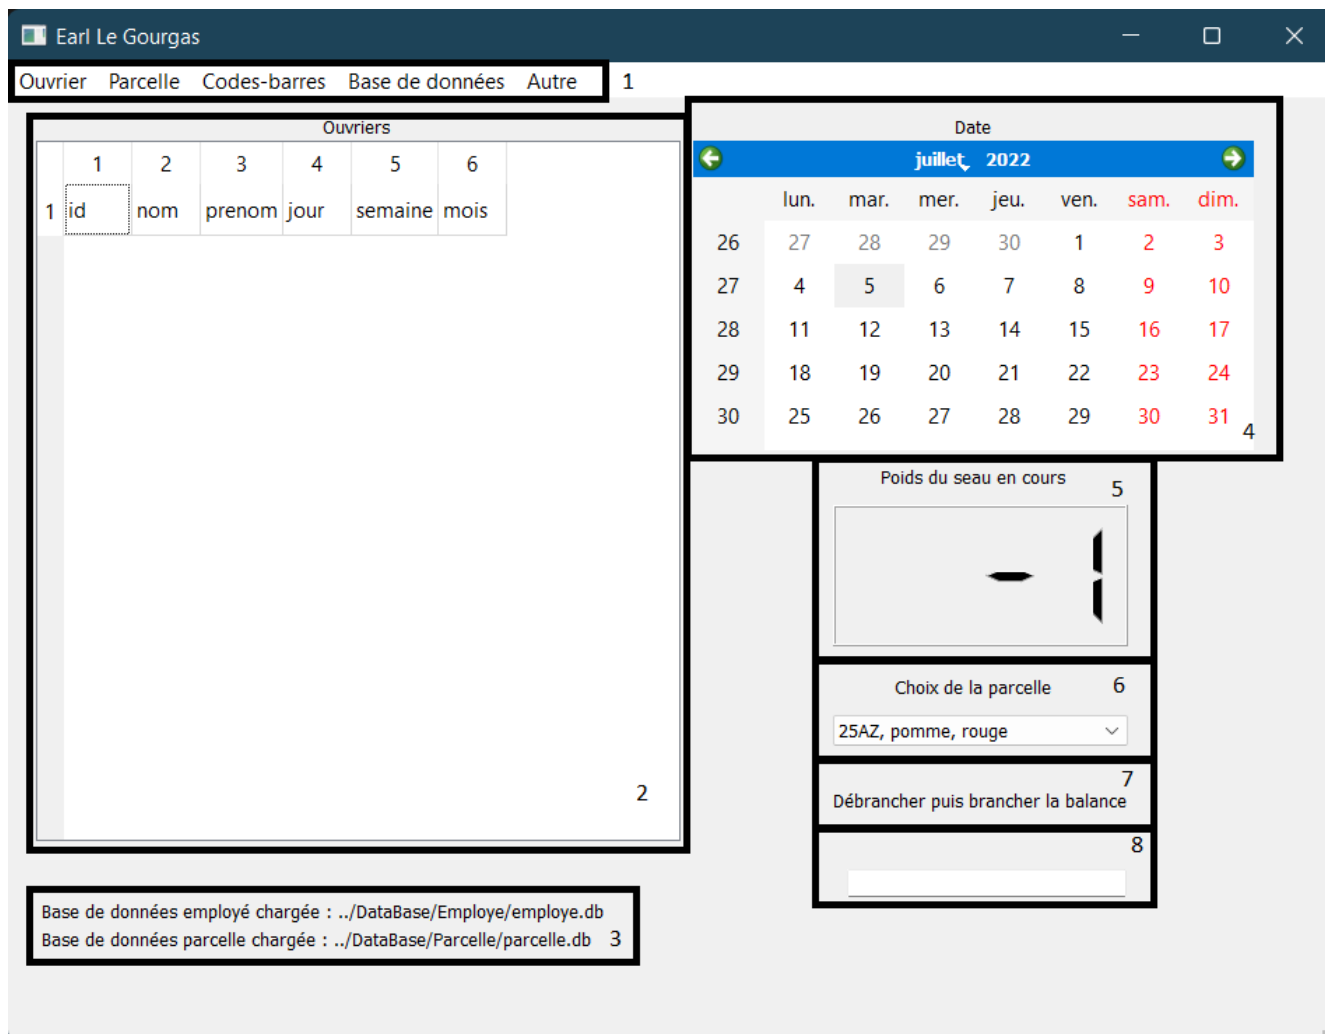 Earl Le Gourgas
Ouvrier Parcelle Codes-barres Base de données Autre 1
Ouvriers
1 2 3 4 5 6
1 id nom prenom jour semaine mois
2
Base de données employé chargée : ../DataBase/Employe/employe.db
Base de données parcelle chargée : ../DataBase/Parcelle/parcelle.db 3
Date
juillet 2022
lun. mar. mer. jeu. ven. sam. dim.
26 27 28 29 30 1 2 3
27 4 5 6 7 8 9 10
28 11 12 13 14 15 16 17
29 18 19 20 21 22 23 24
30 25 26 27 28 29 30 31
4
Poids du seau en cours 5
-1
Choix de la parcelle 6
25AZ, pomme, rouge
7
Débrancher puis brancher la balance
8